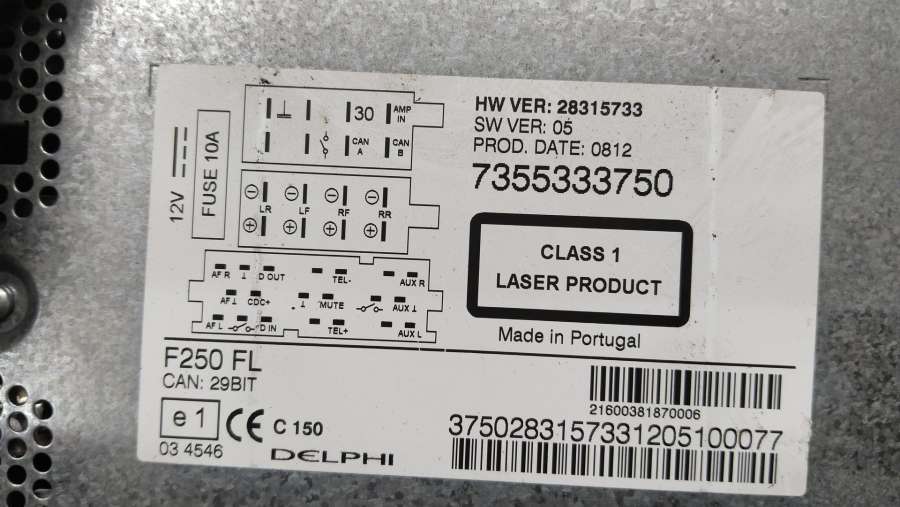 12V
FUSE 10A
30
AMP IN
CAN A
CAN B
LR
LF
RF
RR
AF R
D OUT
TEL-
AUX R
AF
CDC+
MUTE
AUX
AF L
D IN
TEL+
AUX L
HW VER: 28315733
SW VER: 05
PROD. DATE: 0812
7355333750
CLASS 1
LASER PRODUCT
Made in Portugal
F250 FL
CAN: 29BIT
e 1
CE
C 150
03 4546
DELPHI
21600381870006
37502831573312051000077